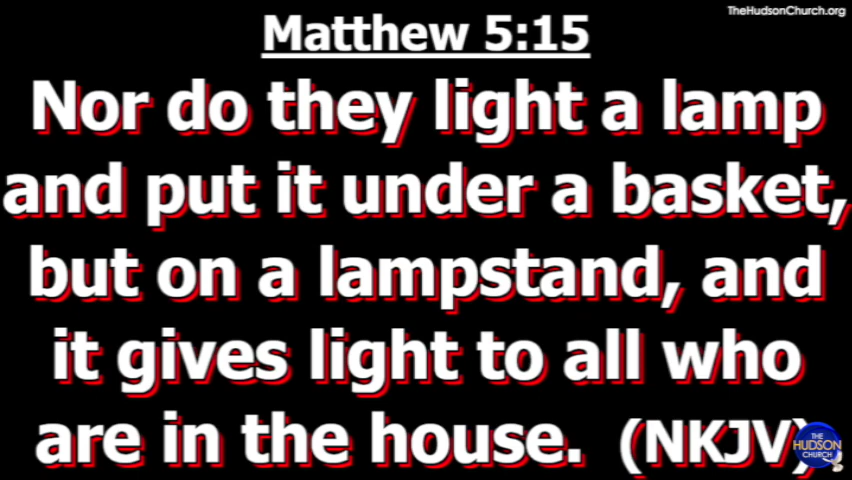 TheHudsonChurch.org
Matthew 5:15
Nor do they light a lamp
and put it under a basket,
but on a lampstand, and
it gives light to all who
are in the house. (NKJV)
THE
HUDSON
CHURCH